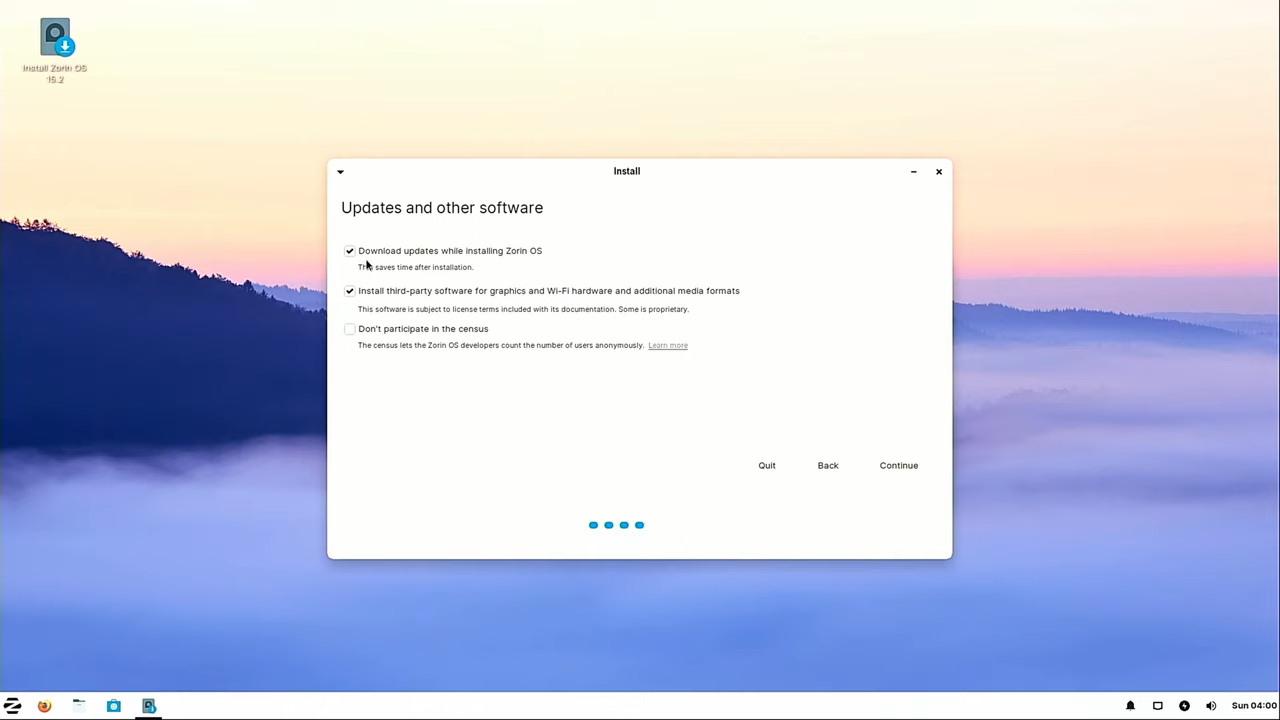 Install Zorin OS
15.2
Install
Updates and other software
Download updates while installing Zorin OS
This saves time after installation.
Install third-party software for graphics and Wi-Fi hardware and additional media formats
This software is subject to license terms included with its documentation. Some is proprietary.
Don't participate in the census
The census lets the Zorin OS developers count the number of users anonymously. Learn more
Quit Back Continue
Sun 04:00